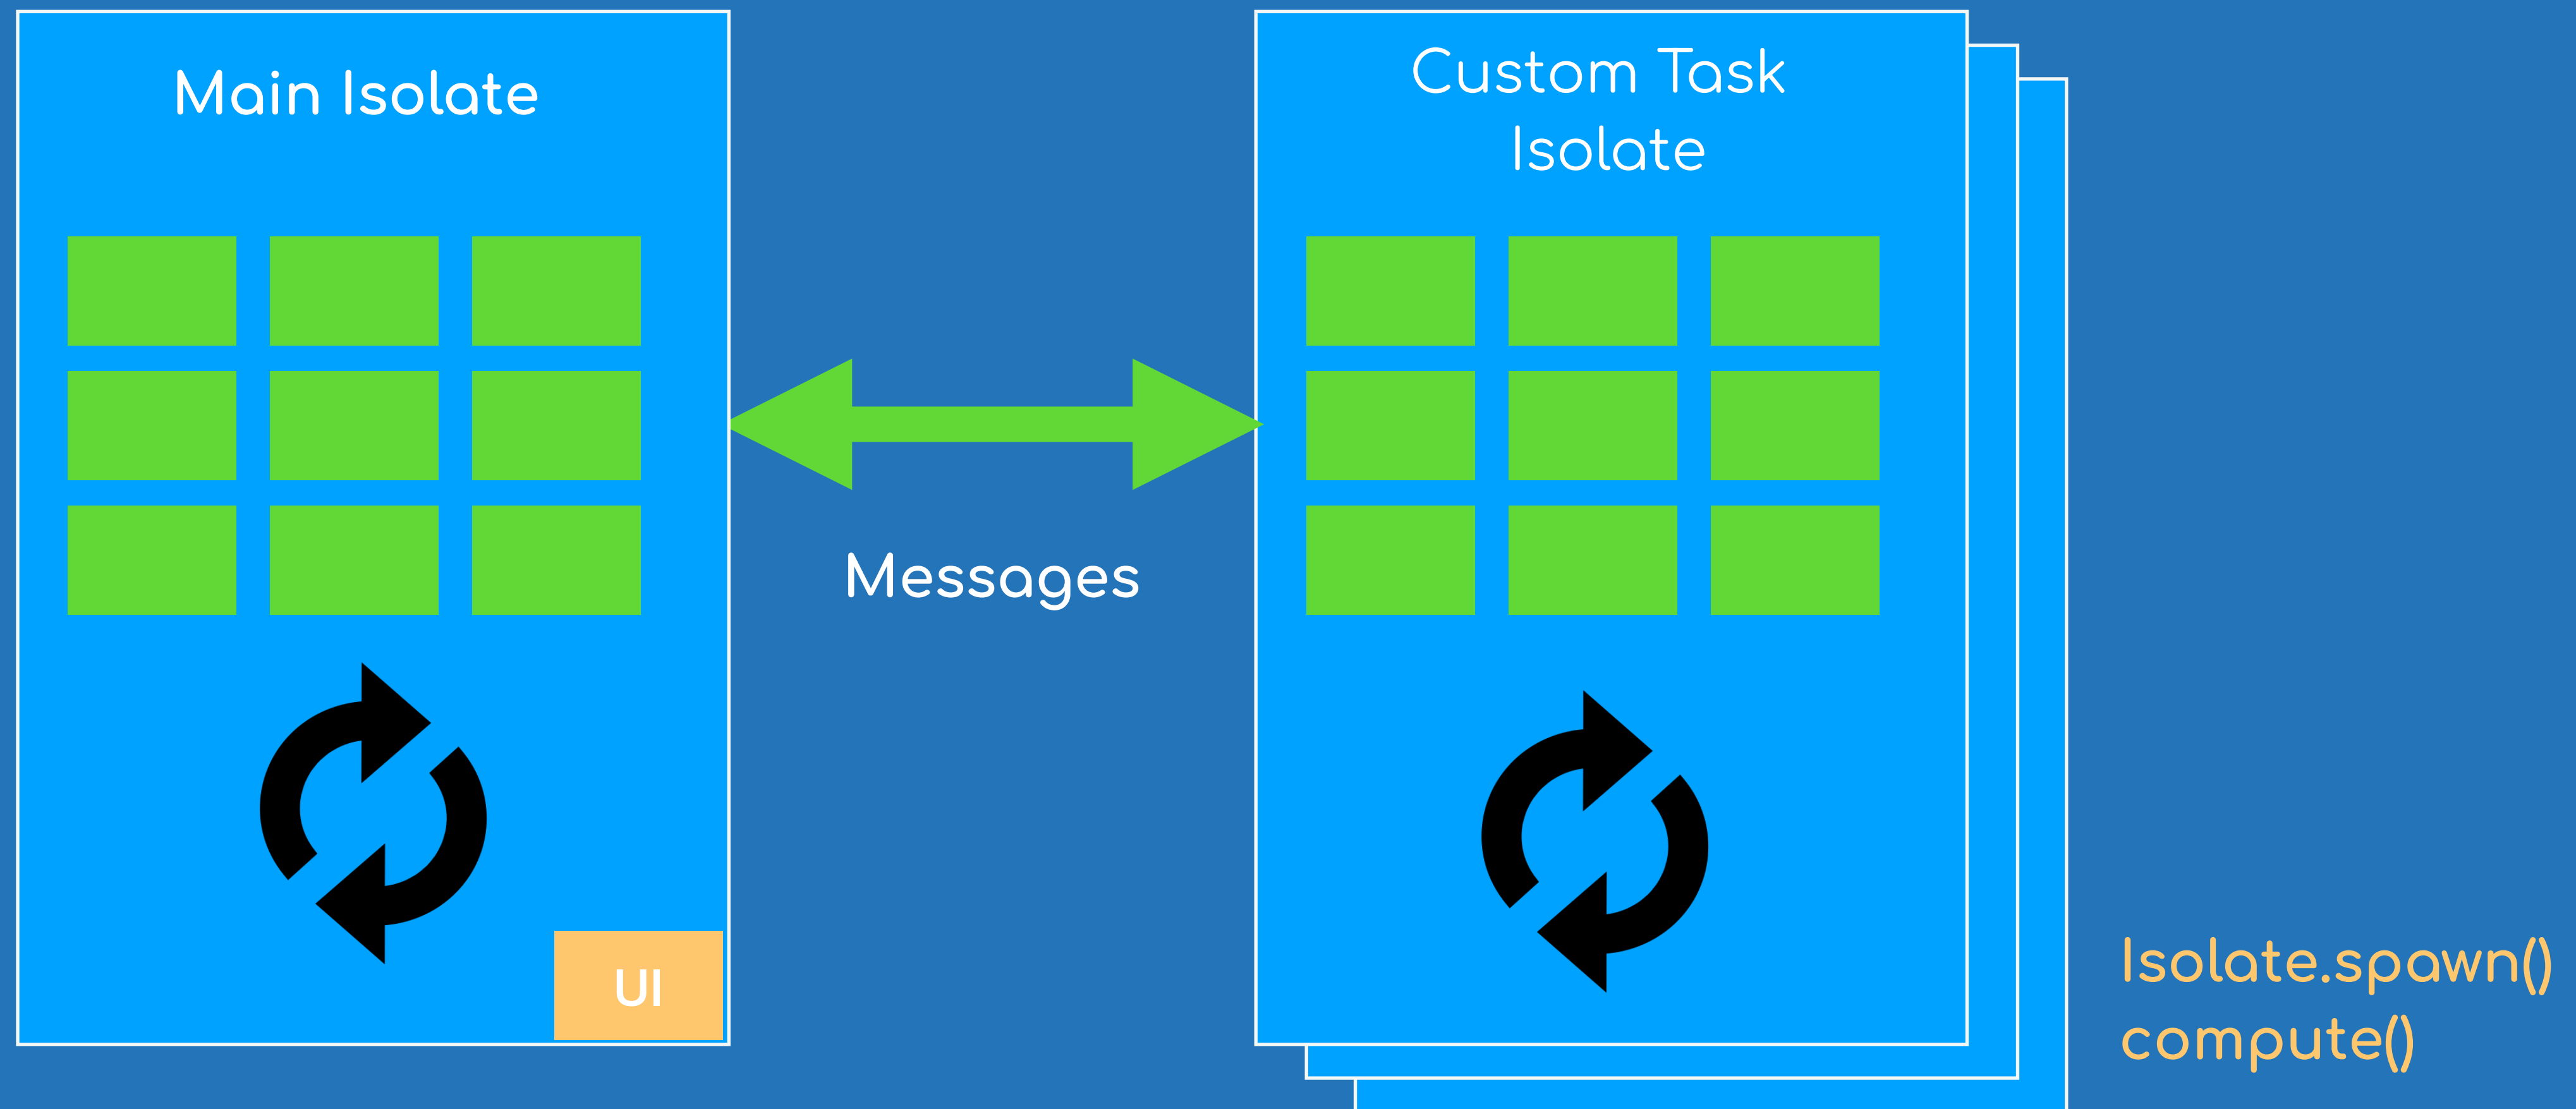 Main Isolate
UI
Messages
Custom Task
Isolate
Isolate.spawn()
compute()